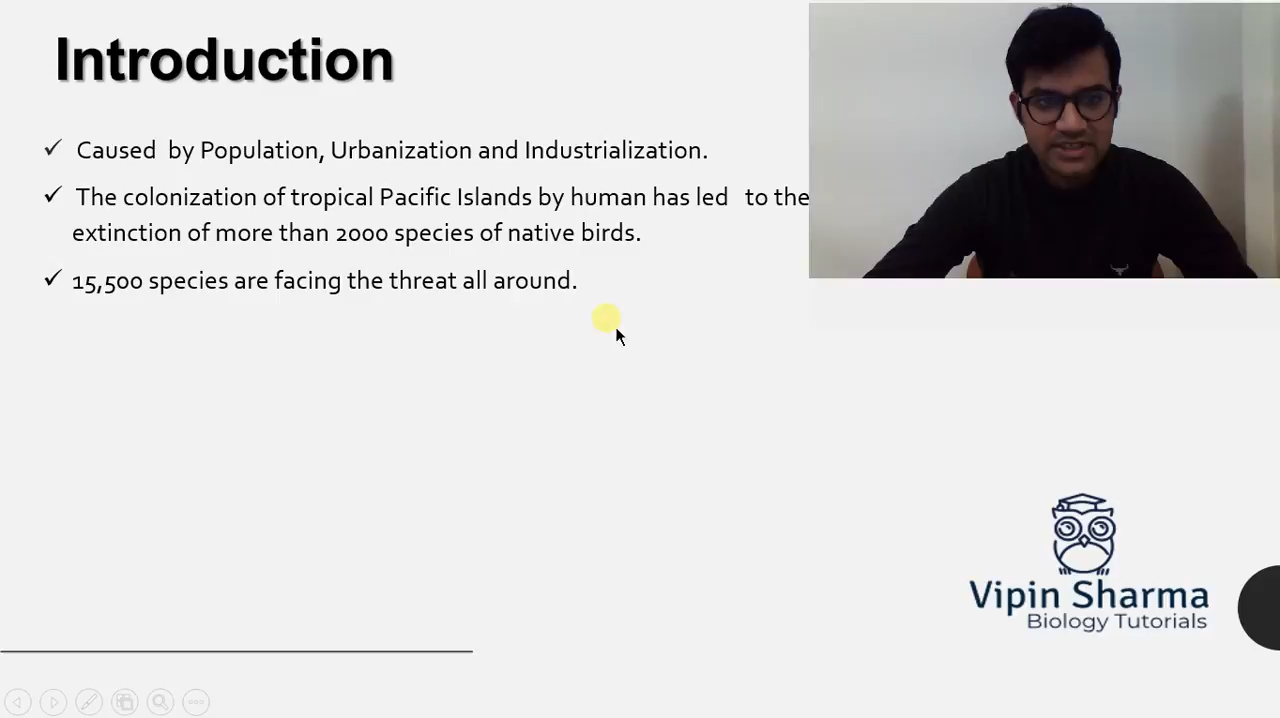 Introduction
✓ Caused by Population, Urbanization and Industrialization.
✓ The colonization of tropical Pacific Islands by human has led to the
extinction of more than 2000 species of native birds.
✓ 15,500 species are facing the threat all around.
Vipin Sharma
Biology Tutorials